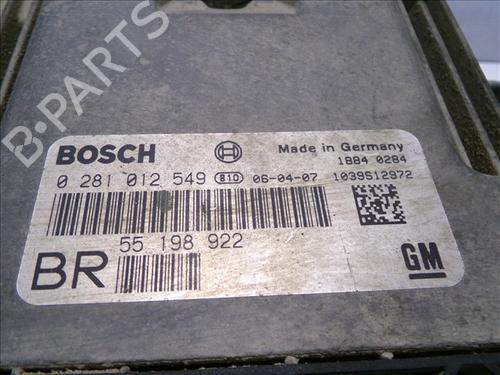 B-PARTS
BOSCH Made in Germany
1884 0284
0 281 012 549 810 06-04-07 1039S12972
55 198 922
BR
GM